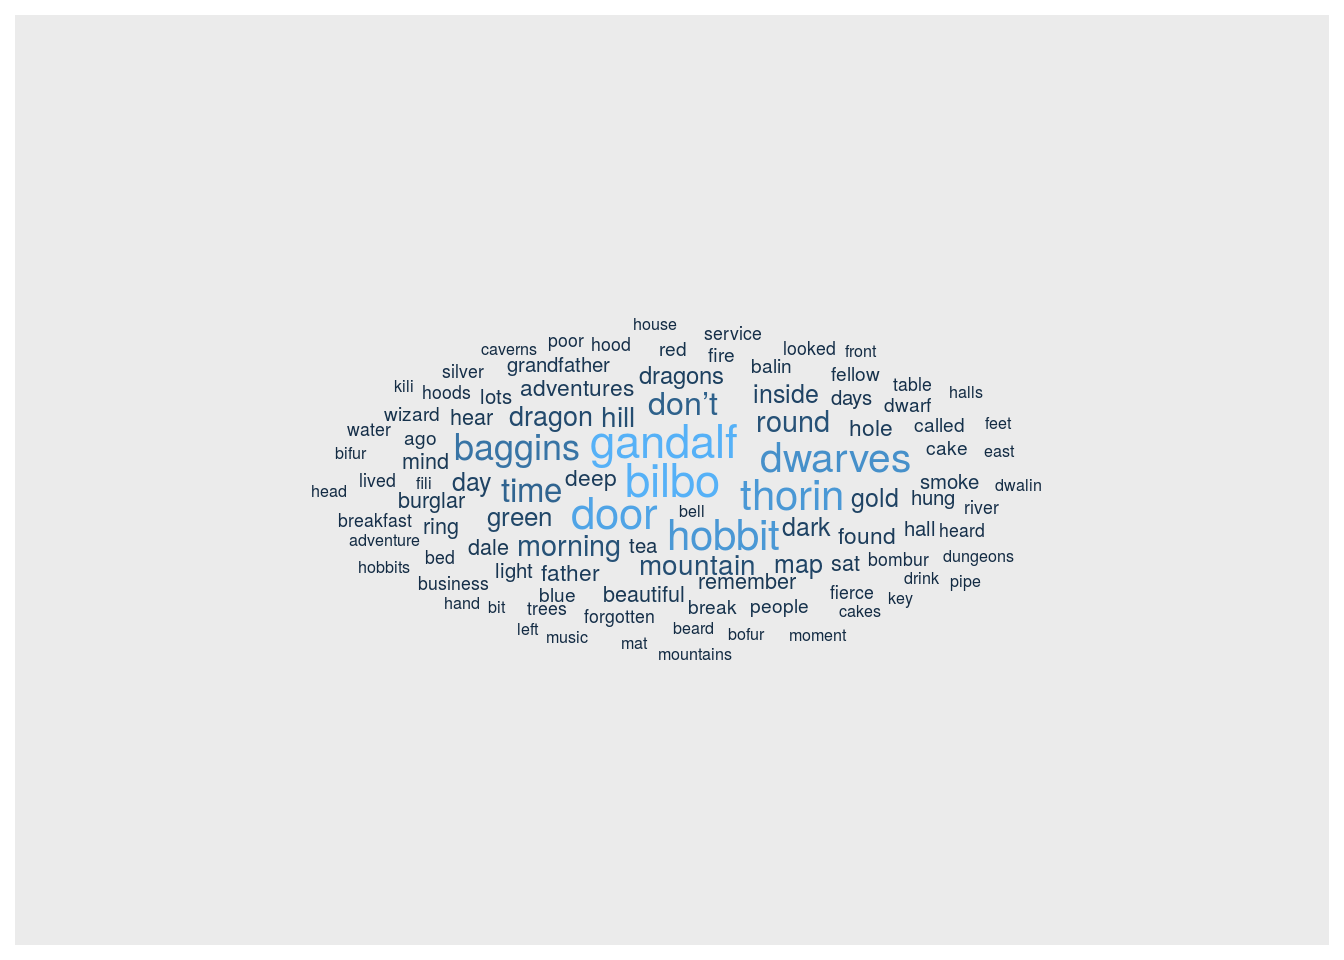 house
poor hood service
caverns red fire looked front
silver grandfather dragons balin fellow
kili hoods lots adventures inside days table halls
wizard hear dragon hill don’t round hole dwarf called feet
water ago baggins gandalf dwarves cake east
bifur mind
head lived fili day time deep bilbo thorin gold smoke hung dwalin
burglar river
breakfast ring green door bell hobbit dark found hall heard
adventure dale morning tea mountain map sat bombur dungeons
hobbits bed light father remember drink pipe
business blue beautiful fierce key
hand bit trees forgotten break people cakes
left music mat beard bofur moment
mountains